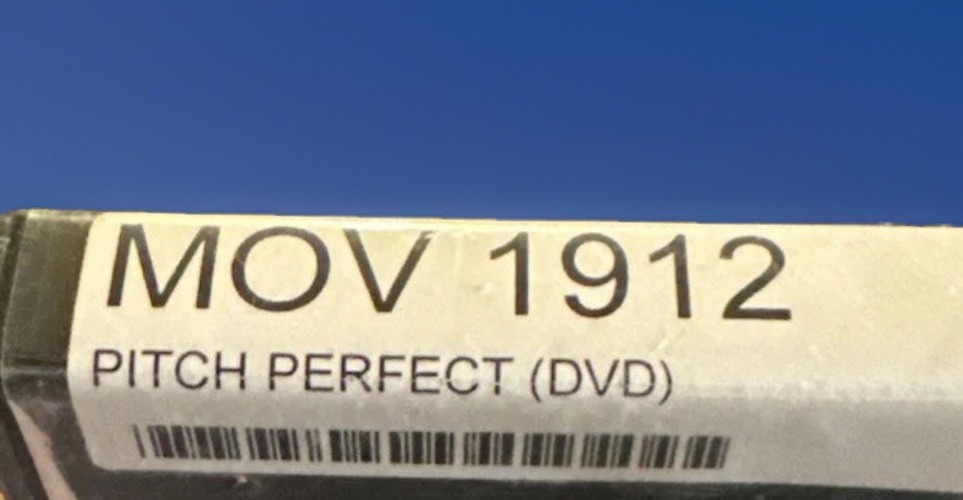 MOV 1912
PITCH PERFECT (DVD)